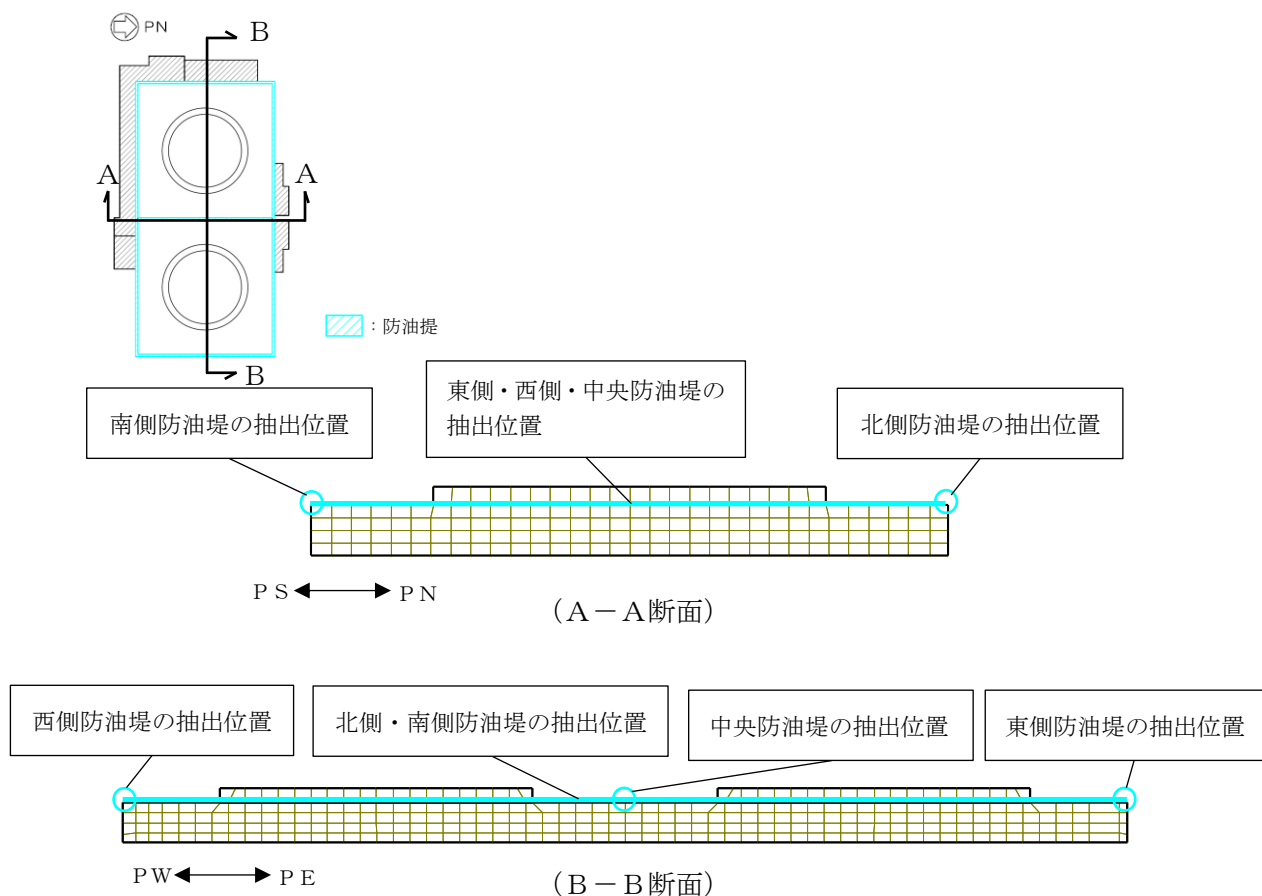 PN
B
A
A
：防油提
B
東側・西側・中央防油堤の
抽出位置
南側防油堤の抽出位置
北側防油堤の抽出位置
ＰＳ
ＰＮ
（Ａ－Ａ断面）
西側防油堤の抽出位置
北側・南側防油堤の抽出位置
中央防油堤の抽出位置
東側防油堤の抽出位置
ＰＷ
ＰＥ
（Ｂ－Ｂ断面）